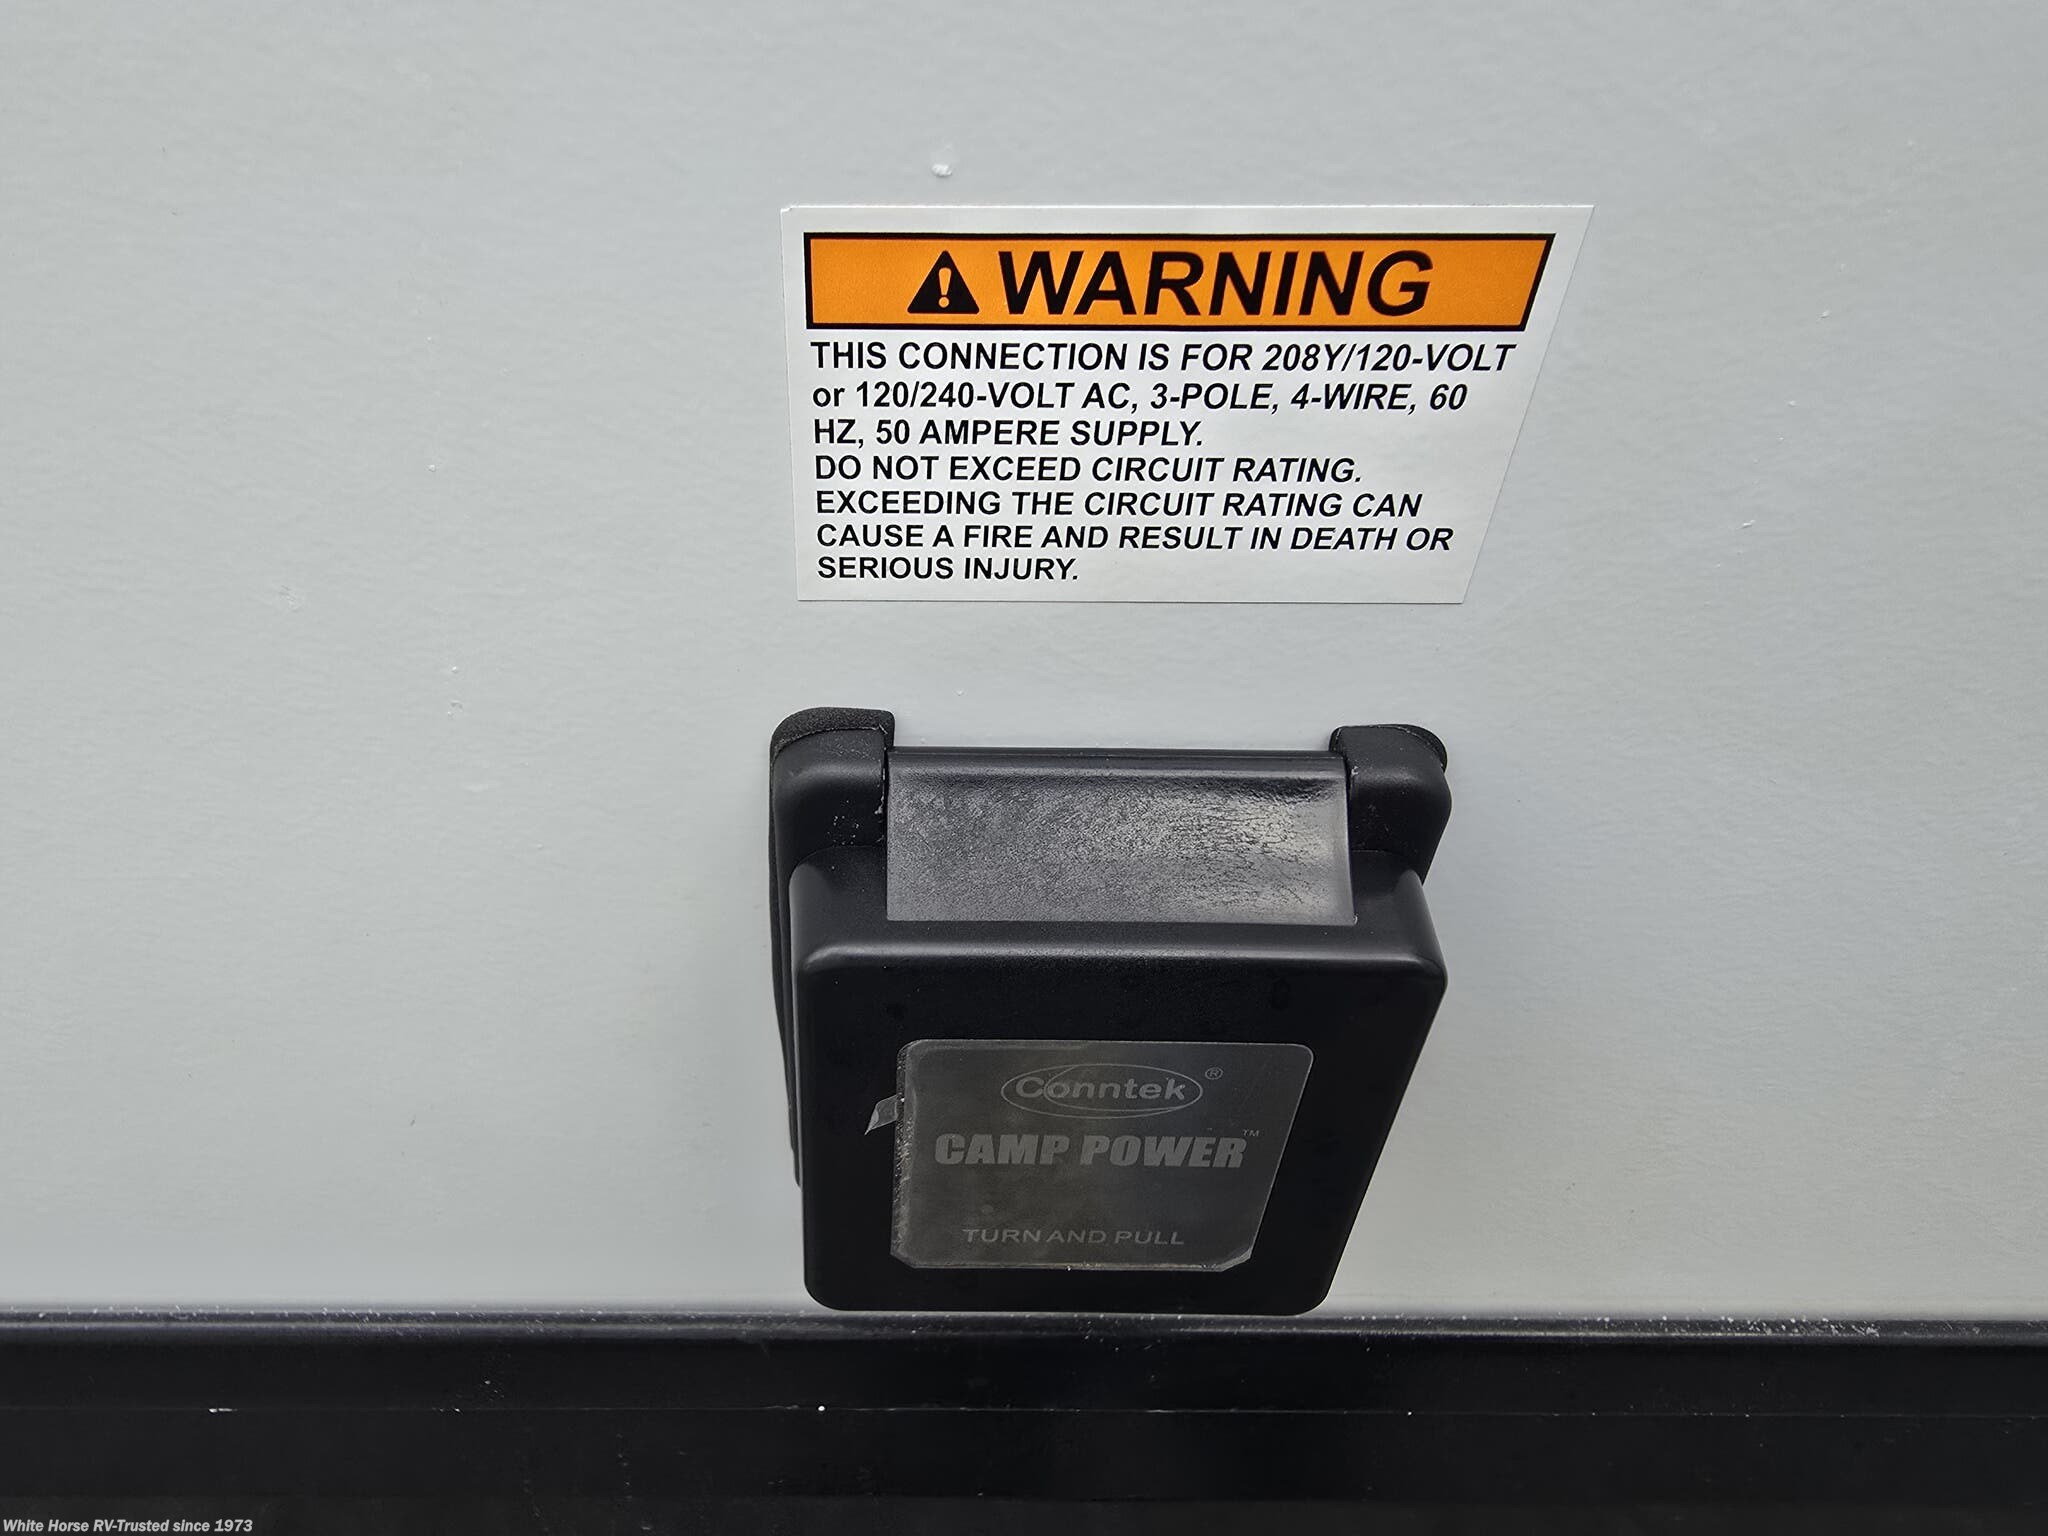 WARNING
THIS CONNECTION IS FOR 208Y/120-VOLT
or 120/240-VOLT AC, 3-POLE, 4-WIRE, 60
HZ, 50 AMPERE SUPPLY.
DO NOT EXCEED CIRCUIT RATING.
EXCEEDING THE CIRCUIT RATING CAN
CAUSE A FIRE AND RESULT IN DEATH OR
SERIOUS INJURY.
Conntek®
CAMP POWER™
TURN AND PULL
White Horse RV-Trusted since 1973